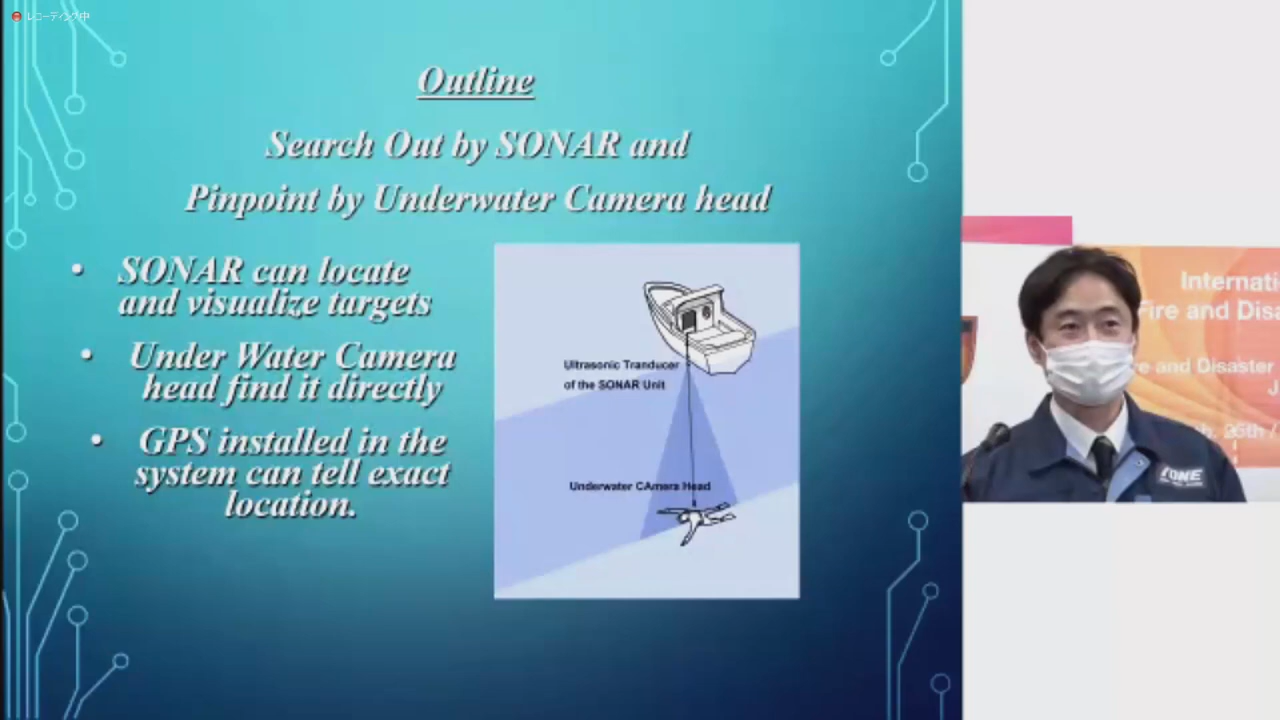 レコーディング中
Outline
Search Out by SONAR and
Pinpoint by Underwater Camera head
• SONAR can locate
and visualize targets
• Under Water Camera
head find it directly
• GPS installed in the
system can tell exact
location.
Ultrasonic Tranducer
of the SONAR Unit
Underwater CAmera Head
Internati
Fire and Disa
re and Disaster
J
25th /